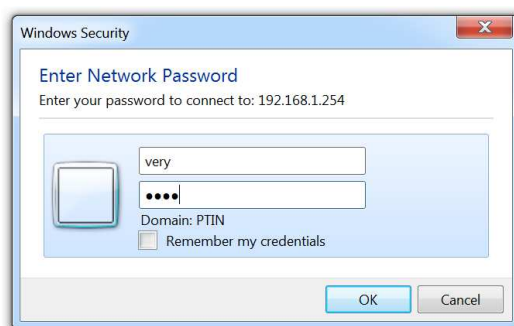 Windows Security
Enter Network Password
Enter your password to connect to: 192.168.1.254
very
••••
Domain: PTIN
Remember my credentials
OK
Cancel